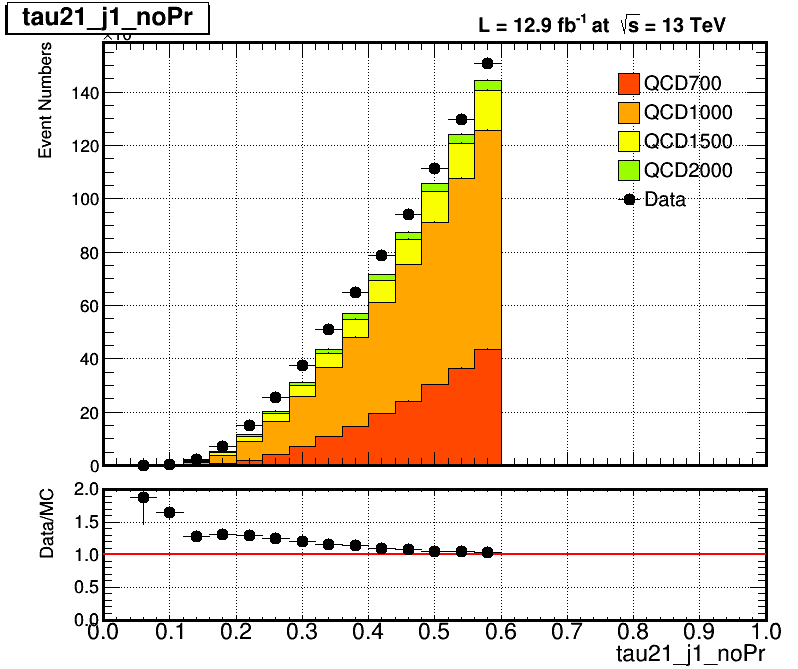 tau21_j1_noPr
L = 12.9 fb-1 at √s = 13 TeV
Event Numbers
140
120
100
80
60
40
20
0
QCD700
QCD1000
QCD1500
QCD2000
Data
Data/MC
2.0
1.5
1.0
0.5
0.0
0.0 0.1 0.2 0.3 0.4 0.5 0.6 0.7 0.8 0.9 1.0
tau21_j1_noPr